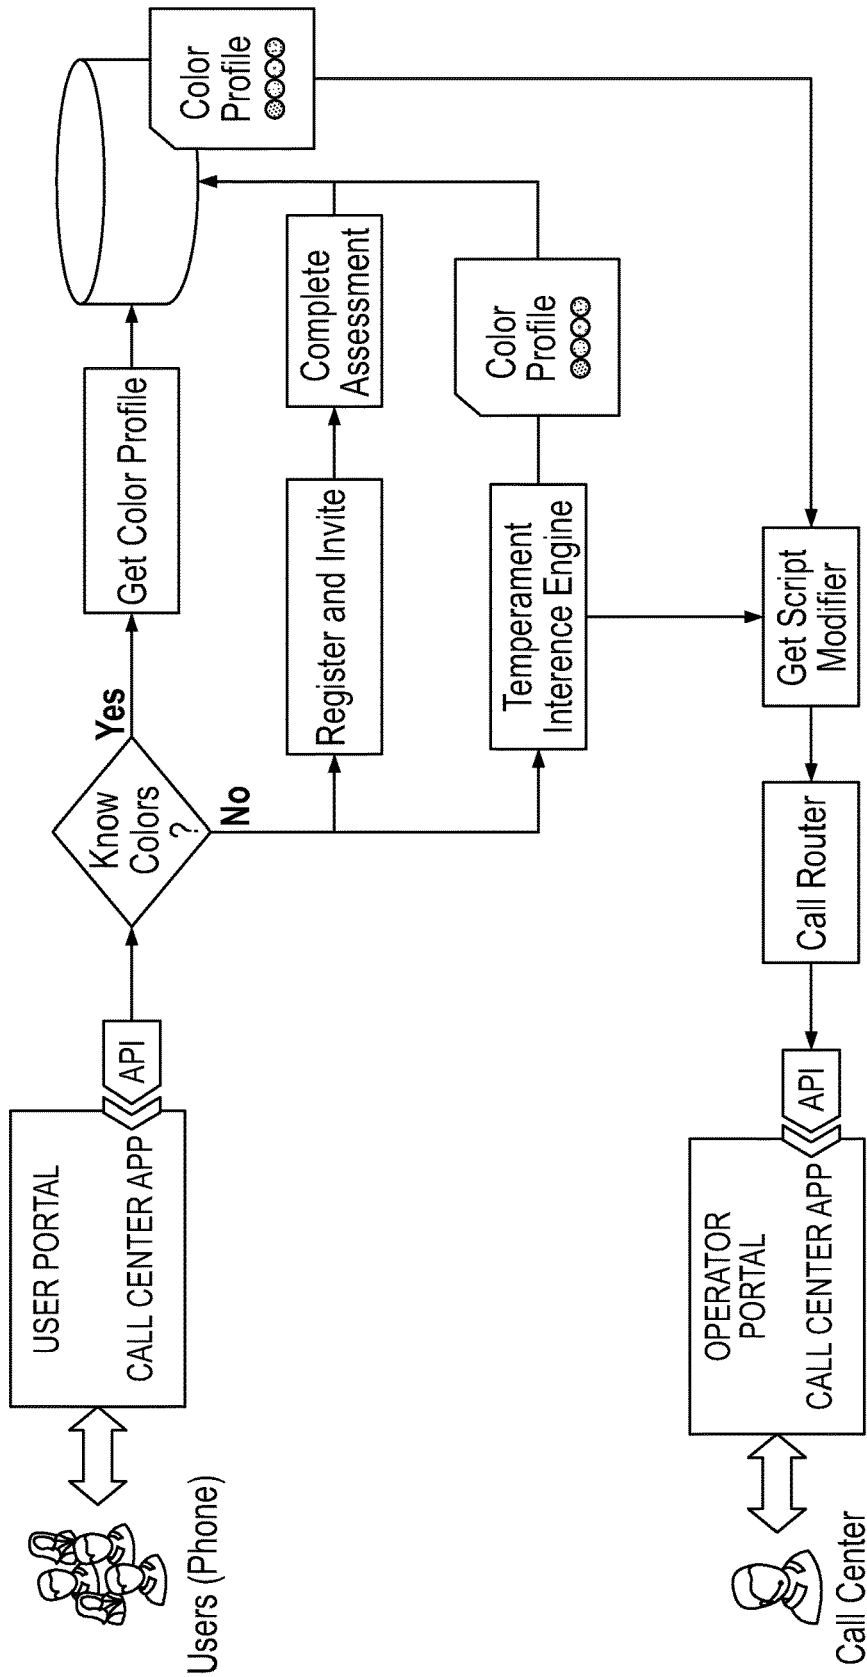 Users (Phone)
USER PORTAL
CALL CENTER APP
API
Know
Colors
?
Yes
Get Color Profile
Color
Profile
No
Register and Invite
Complete
Assessment
Temperament
Interence Engine
Color
Profile
Call Center
OPERATOR
PORTAL
CALL CENTER APP
API
Call Router
Get Script
Modifier